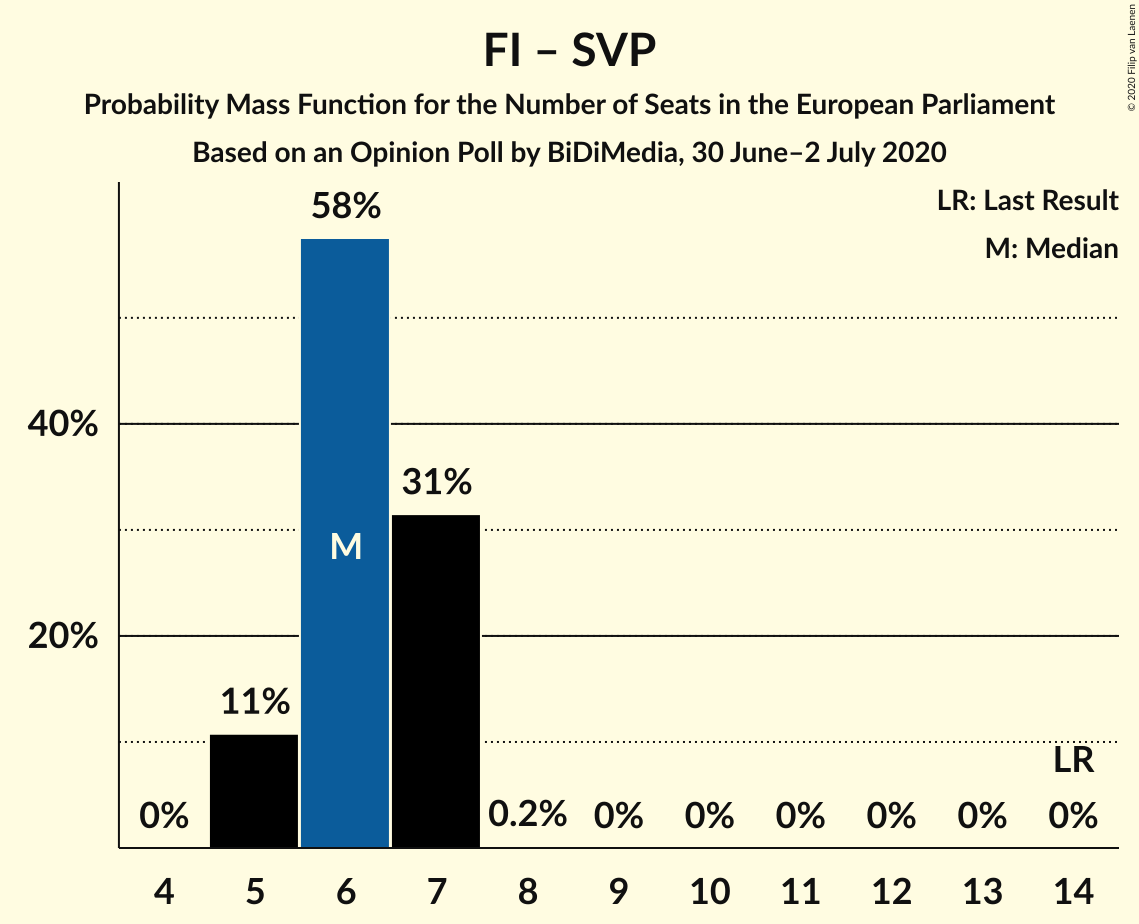 FI – SVP
Probability Mass Function for the Number of Seats in the European Parliament
Based on an Opinion Poll by BiDiMedia, 30 June–2 July 2020
© 2020 Filip van Laenen
LR: Last Result
M: Median
58%
40%
31%
M
20%
11%
LR
0%
0.2%
0%
0%
0%
0%
0%
0%
4 5 6 7 8 9 10 11 12 13 14